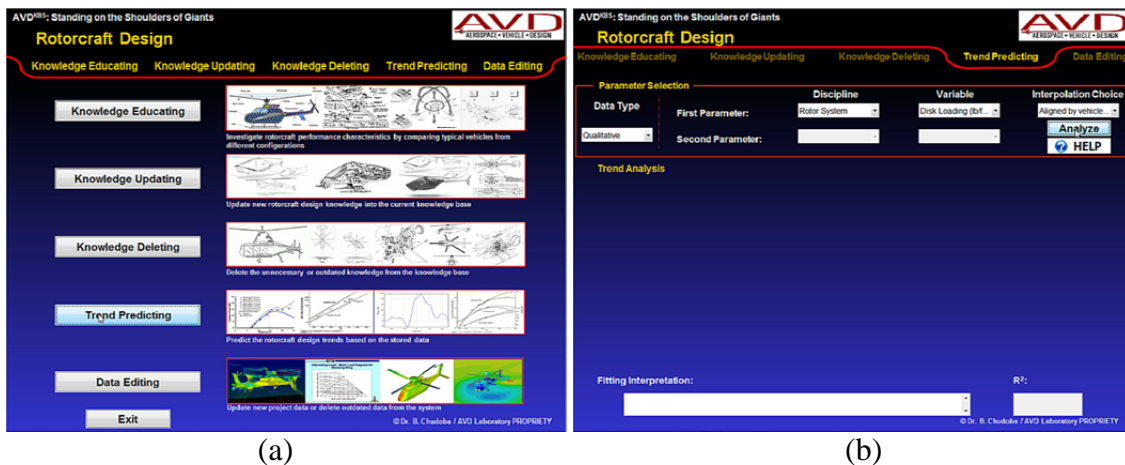 AVDKBS: Standing on the Shoulders of Giants
Rotorcraft Design
AVD
AEROSPACE • VEHICLE • DESIGN
Knowledge Educating Knowledge Updating Knowledge Deleting Trend Predicting Data Editing
Knowledge Educating
Investigate rotorcraft performance characteristics by comparing typical vehicles from
different configurations
Knowledge Updating
Update new rotorcraft design knowledge into the current knowledge base
Knowledge Deleting
Delete the unnecessary or outdated knowledge from the knowledge base
Trend Predicting
Predict the rotorcraft design trends based on the stored data
Data Editing
Update new project data or delete outdated data from the system
Exit
© Dr. B. Chudoba / AVD Laboratory PROPRIETY
(a)
AVDKBS: Standing on the Shoulders of Giants
Rotorcraft Design
AVD
AEROSPACE • VEHICLE • DESIGN
Knowledge Educating Knowledge Updating Knowledge Deleting Trend Predicting Data Editing
Parameter Selection
Discipline Variable Interpolation Choice
Data Type
First Parameter: Rotor System Disk Loading (lb/f... Aligned by vehicle...
Analyze
Qualitative
Second Parameter:
? HELP
Trend Analysis
Fitting Interpretation: R²:
© Dr. B. Chudoba / AVD Laboratory PROPRIETY
(b)